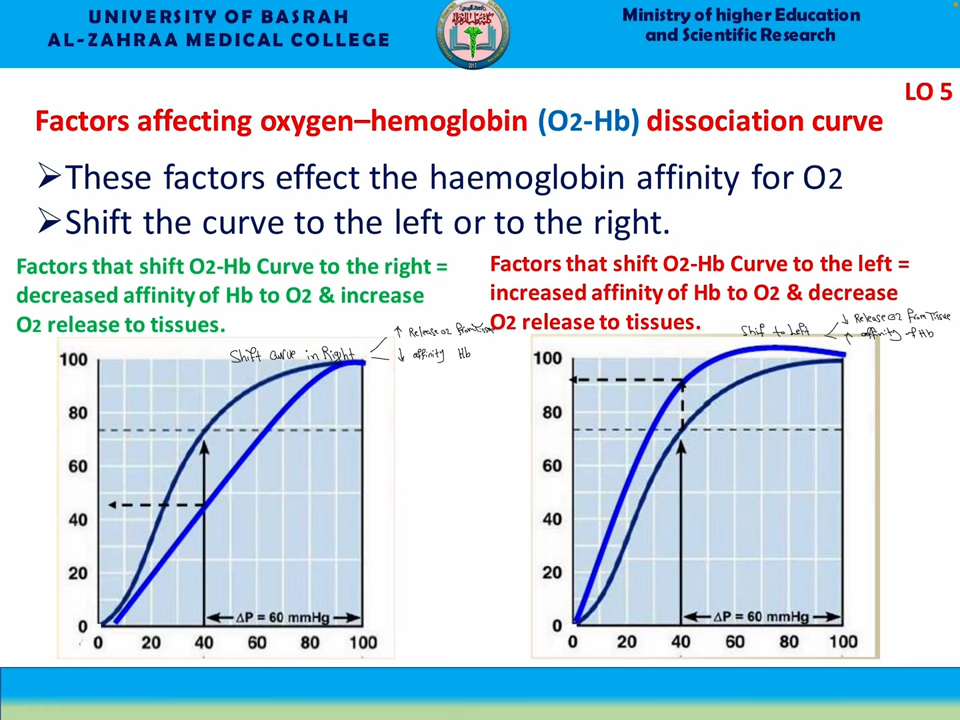 UNIVERSITY OF BASRAH
AL-ZAHRAA MEDICAL COLLEGE
Ministry of higher Education
and Scientific Research
LO 5
Factors affecting oxygen–hemoglobin (O2-Hb) dissociation curve
➢These factors effect the haemoglobin affinity for O2
➢Shift the curve to the left or to the right.
Factors that shift O2-Hb Curve to the right =
decreased affinity of Hb to O2 & increase
O2 release to tissues.
Factors that shift O2-Hb Curve to the left =
increased affinity of Hb to O2 & decrease
O2 release to tissues.
Shift curve in Right
↑ Release O2 from
↓ affinity Hb
Shif to Left
↓ Release O2 from Tissue
↑ affinity of Hb
100
80
60
40
20
0
ΔP = 60 mmHg
0 20 40 60 80 100
100
80
60
40
20
0
ΔP = 60 mmHg
0 20 40 60 80 100